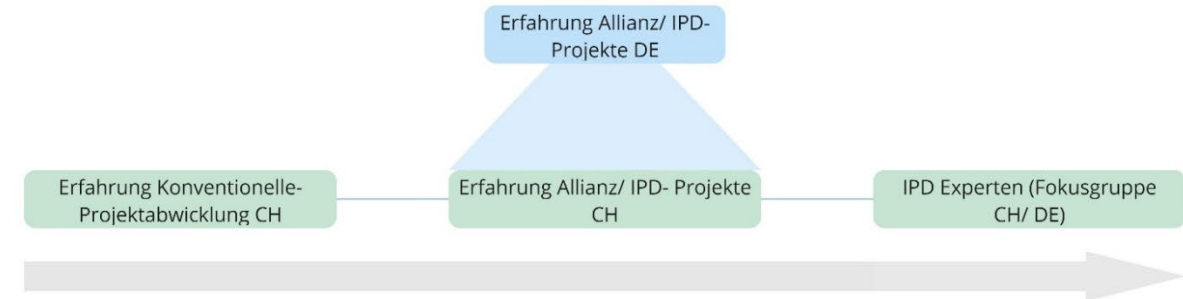 Erfahrung Allianz/ IPD-
Projekte DE
Erfahrung Konventionelle-
Projektabwicklung CH
Erfahrung Allianz/ IPD- Projekte
CH
IPD Experten (Fokusgruppe
CH/ DE)